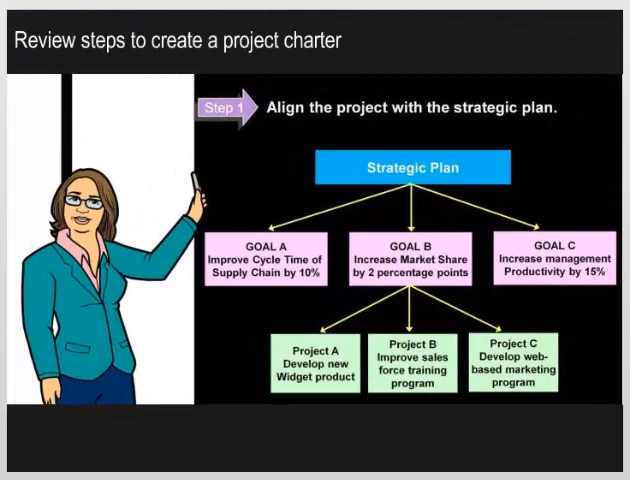 Review steps to create a project charter
Step 1
Align the project with the strategic plan.
Strategic Plan
GOAL A
Improve Cycle Time of
Supply Chain by 10%
GOAL B
Increase Market Share
by 2 percentage points
GOAL C
Increase management
Productivity by 15%
Project A
Develop new
Widget product
Project B
Improve sales
force training
program
Project C
Develop web-
based marketing
program